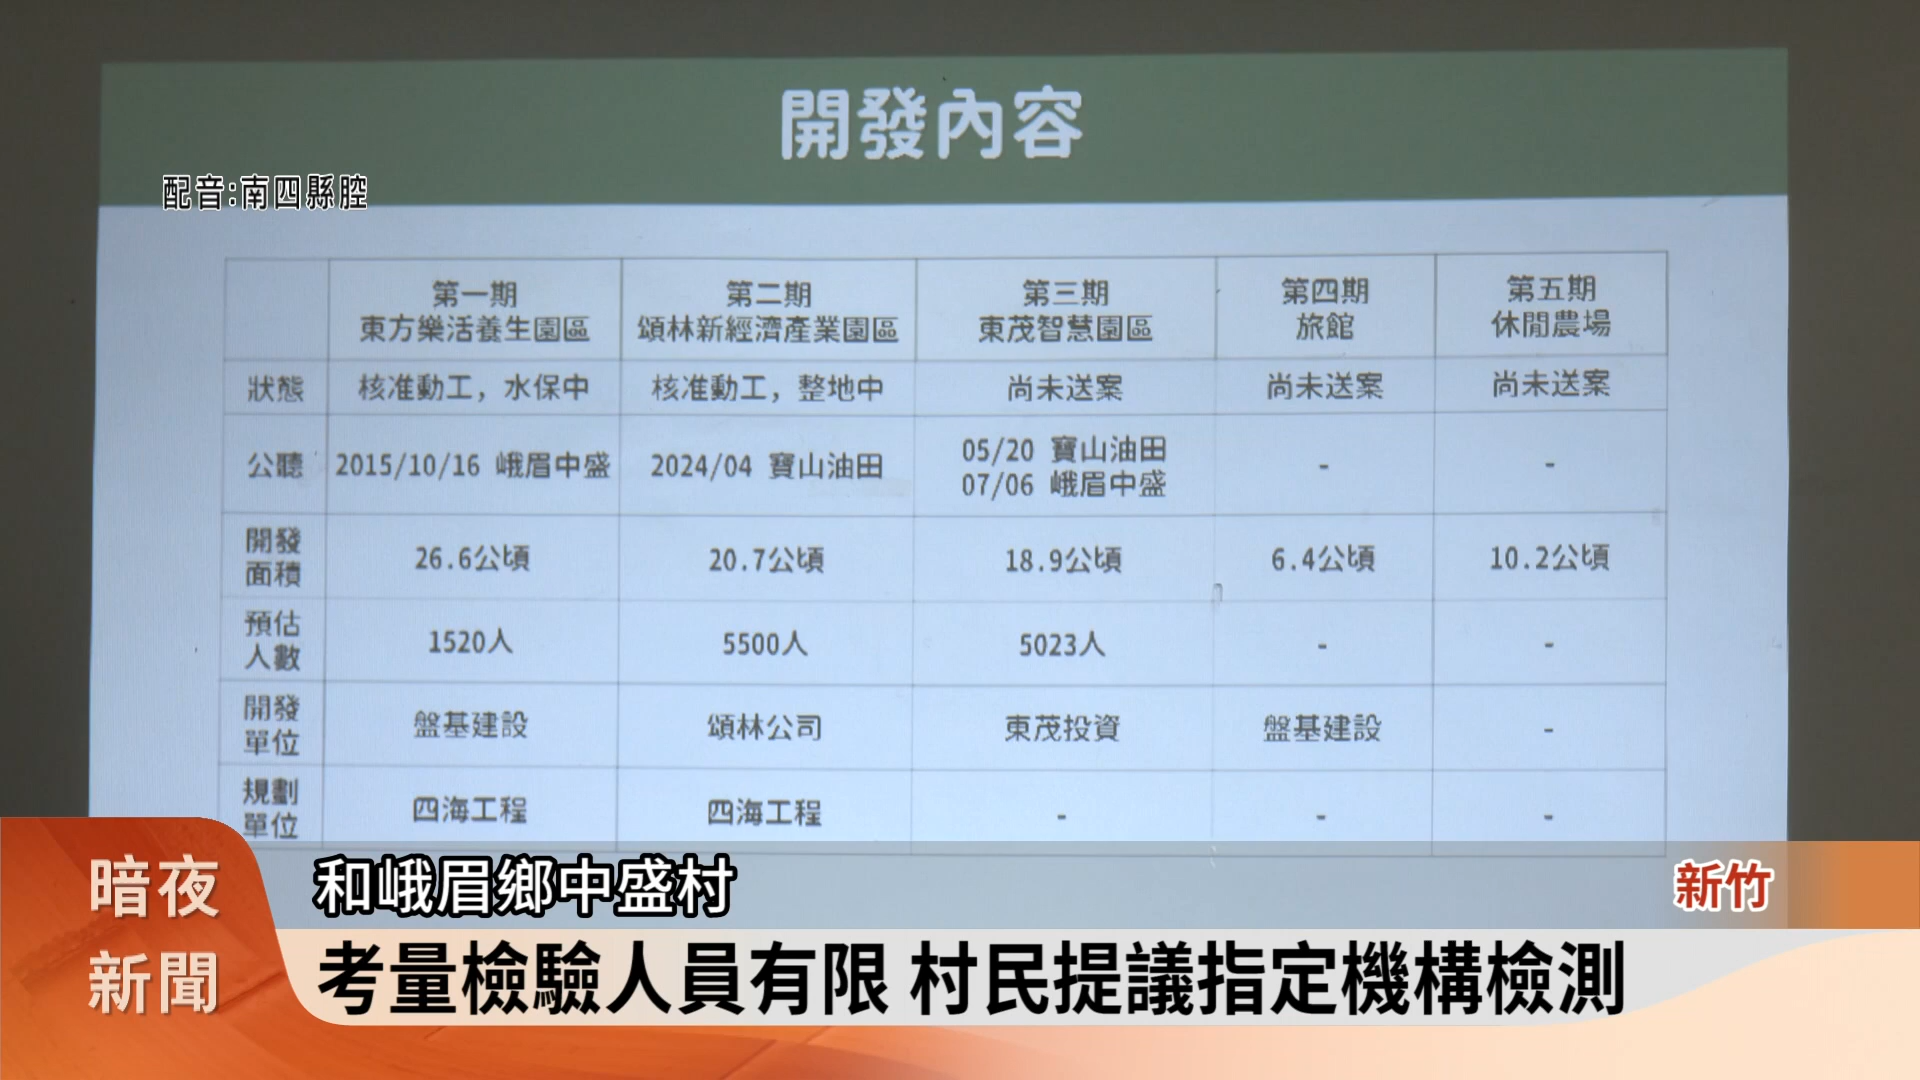 開發內容
配音:南四縣腔
第一期 第二期 第三期 第四期 第五期
東方樂活養生園區 頌林新經濟產業園區 東茂智慧園區 旅館 休閒農場
狀態 核准動工，水保中 核准動工，整地中 尚未送案 尚未送案 尚未送案
公聽 2015/10/16 峨眉中盛 2024/04 寶山油田 05/20 寶山油田 - -
07/06 峨眉中盛
開發
面積 26.6公頃 20.7公頃 18.9公頃 6.4公頃 10.2公頃
預估
人數 1520人 5500人 5023人 - -
開發
單位 盤基建設 頌林公司 東茂投資 盤基建設 -
規劃
單位 四海工程 四海工程 - - -
暗夜
新聞
和峨眉鄉中盛村
新竹
考量檢驗人員有限 村民提議指定機構檢測